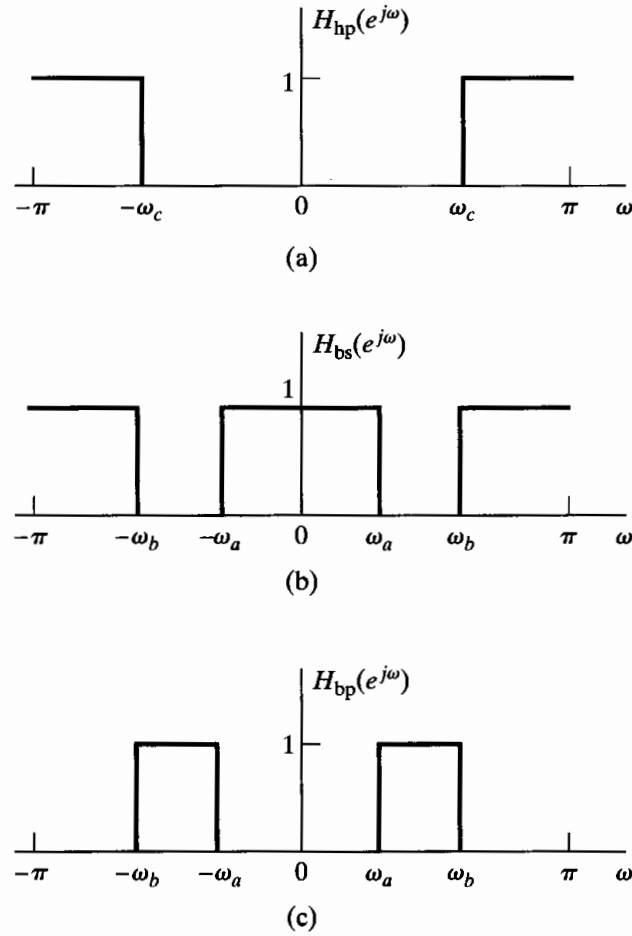 H_hp(e^{jω})
1
−π −ω_c 0 ω_c π ω
(a)
H_bs(e^{jω})
1
−π −ω_b −ω_a 0 ω_a ω_b π ω
(b)
H_bp(e^{jω})
1
−π −ω_b −ω_a 0 ω_a ω_b π ω
(c)